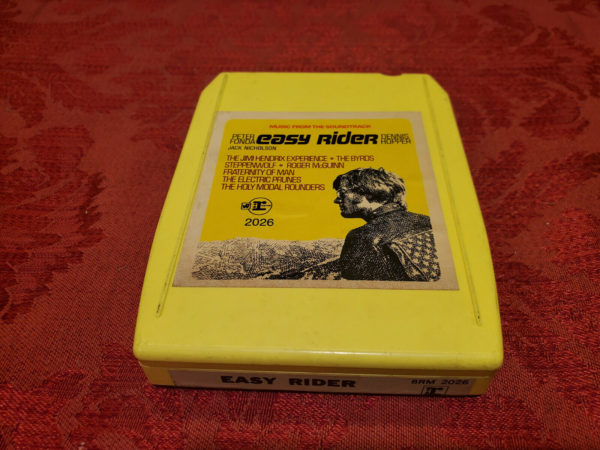 MUSIC FROM THE SOUNDTRACK
PETER FONDA easy rider DENNIS HOPPER
JACK NICHOLSON
THE JIMI HENDRIX EXPERIENCE • THE BYRDS
STEPPENWOLF • ROGER McGUINN
FRATERNITY OF MAN
THE ELECTRIC PRUNES
THE HOLY MODAL ROUNDERS
2026
EASY RIDER
8RM 2026